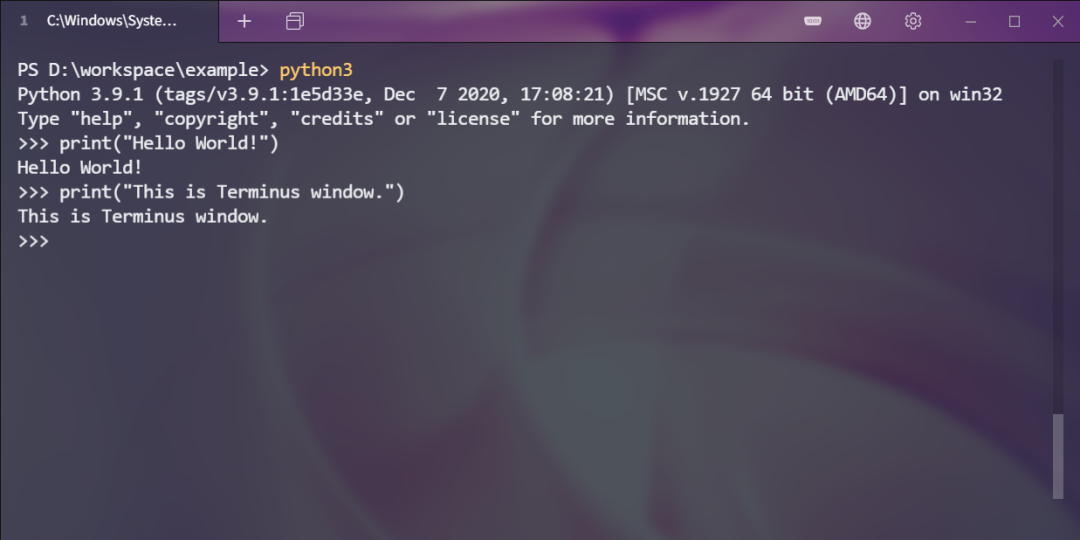 1 C:\Windows\Syste...
PS D:\workspace\example> python3
Python 3.9.1 (tags/v3.9.1:1e5d33e, Dec  7 2020, 17:08:21) [MSC v.1927 64 bit (AMD64)] on win32
Type "help", "copyright", "credits" or "license" for more information.
>>> print("Hello World!")
Hello World!
>>> print("This is Terminus window.")
This is Terminus window.
>>>